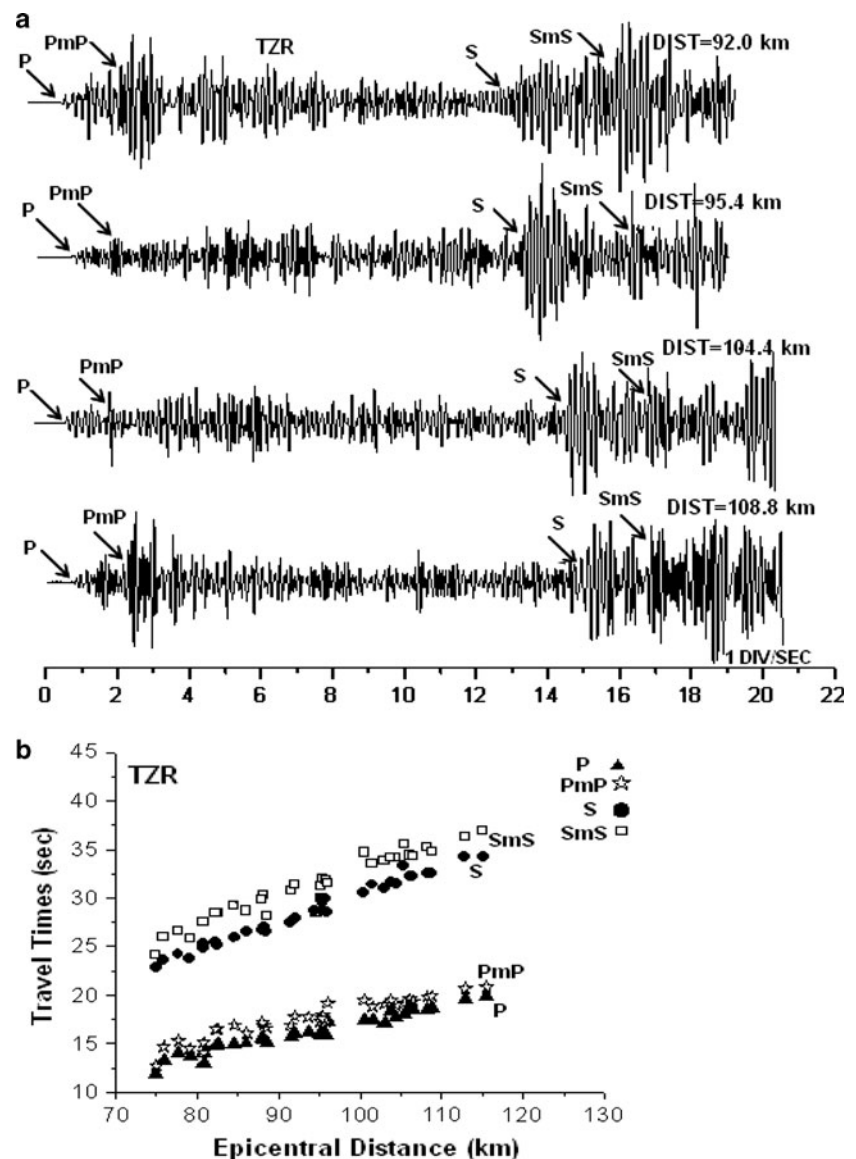 a
P PmP TZR S SmS DIST=92.0 km
P PmP S SmS DIST=95.4 km
P PmP S SmS DIST=104.4 km
P PmP S SmS DIST=108.8 km
1 DIV/SEC
0 2 4 6 8 10 12 14 16 18 20 22
b
TZR
P
PmP
S
SmS
SmS
S
PmP
P
Travel Times (sec)
45
40
35
30
25
20
15
10
70 80 90 100 110 120 130
Epicentral Distance (km)